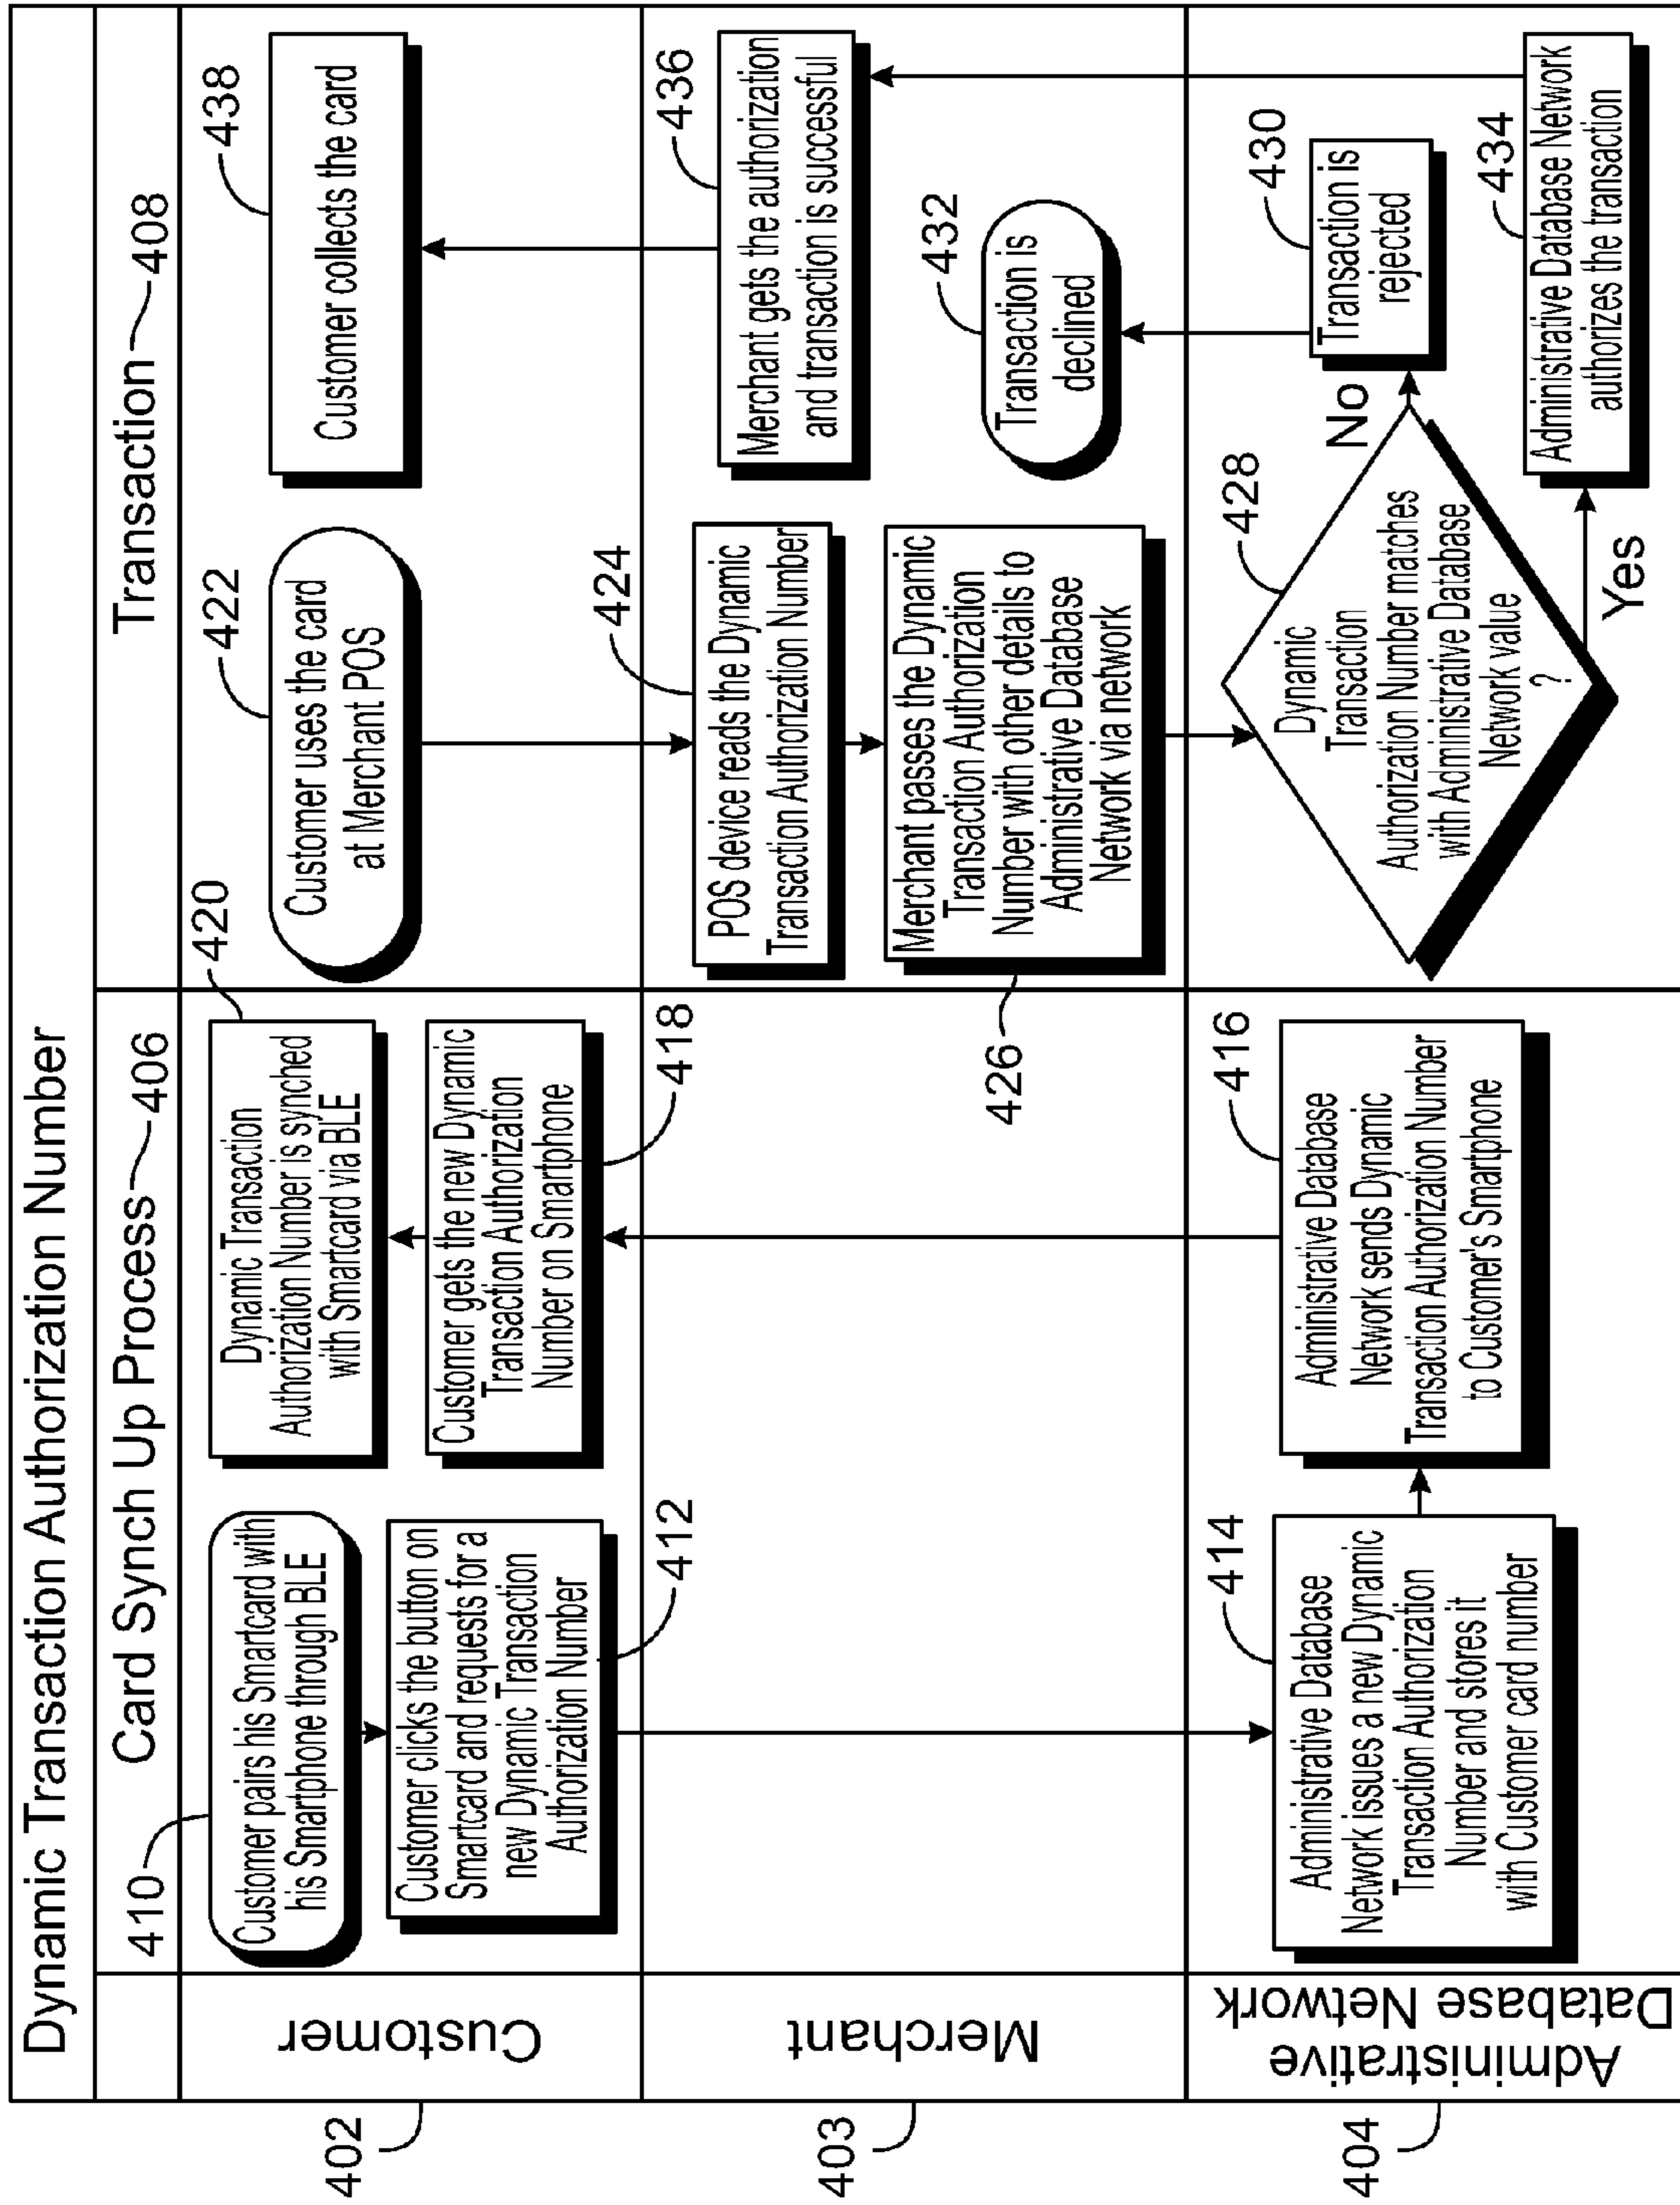 Dynamic Transaction Authorization Number
Card Synch Up Process
406
Transaction
408
402
Customer
403
Merchant
404
Administrative
Database Network
410
Customer pairs his Smartcard with
his Smartphone through BLE
Customer clicks the button on
Smartcard and requests for a
new Dynamic Transaction
Authorization Number
412
414
Administrative Database
Network issues a new Dynamic
Transaction Authorization
Number and stores it
with Customer card number
416
Administrative Database
Network sends Dynamic
Transaction Authorization Number
to Customer's Smartphone
Customer gets the new Dynamic
Transaction Authorization
Number on Smartphone
418
420
Dynamic Transaction
Authorization Number is synched
with Smartcard via BLE
422
Customer uses the card
at Merchant POS
424
POS device reads the Dynamic
Transaction Authorization Number
Merchant passes the Dynamic
Transaction Authorization
Number with other details to
Administrative Database
Network via network
426
428
Dynamic
Transaction
Authorization Number matches
with Administrative Database
Network value
?
No
Yes
430
Transaction is
rejected
432
Transaction is
declined
434
Administrative Database Network
authorizes the transaction
436
Merchant gets the authorization
and transaction is successful
438
Customer collects the card